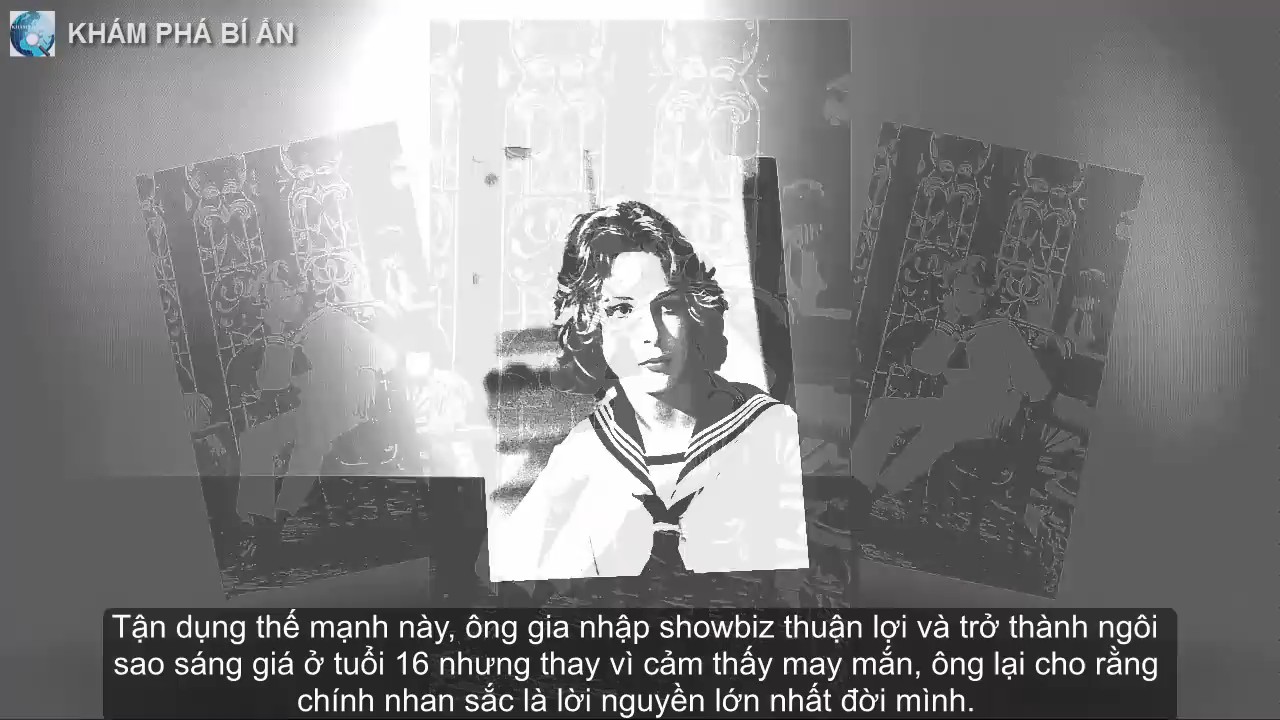 KHÁM PHÁ BÍ ẨN
Tận dụng thế mạnh này, ông gia nhập showbiz thuận lợi và trở thành ngôi
sao sáng giá ở tuổi 16 nhưng thay vì cảm thấy may mắn, ông lại cho rằng
chính nhan sắc là lời nguyền lớn nhất đời mình.